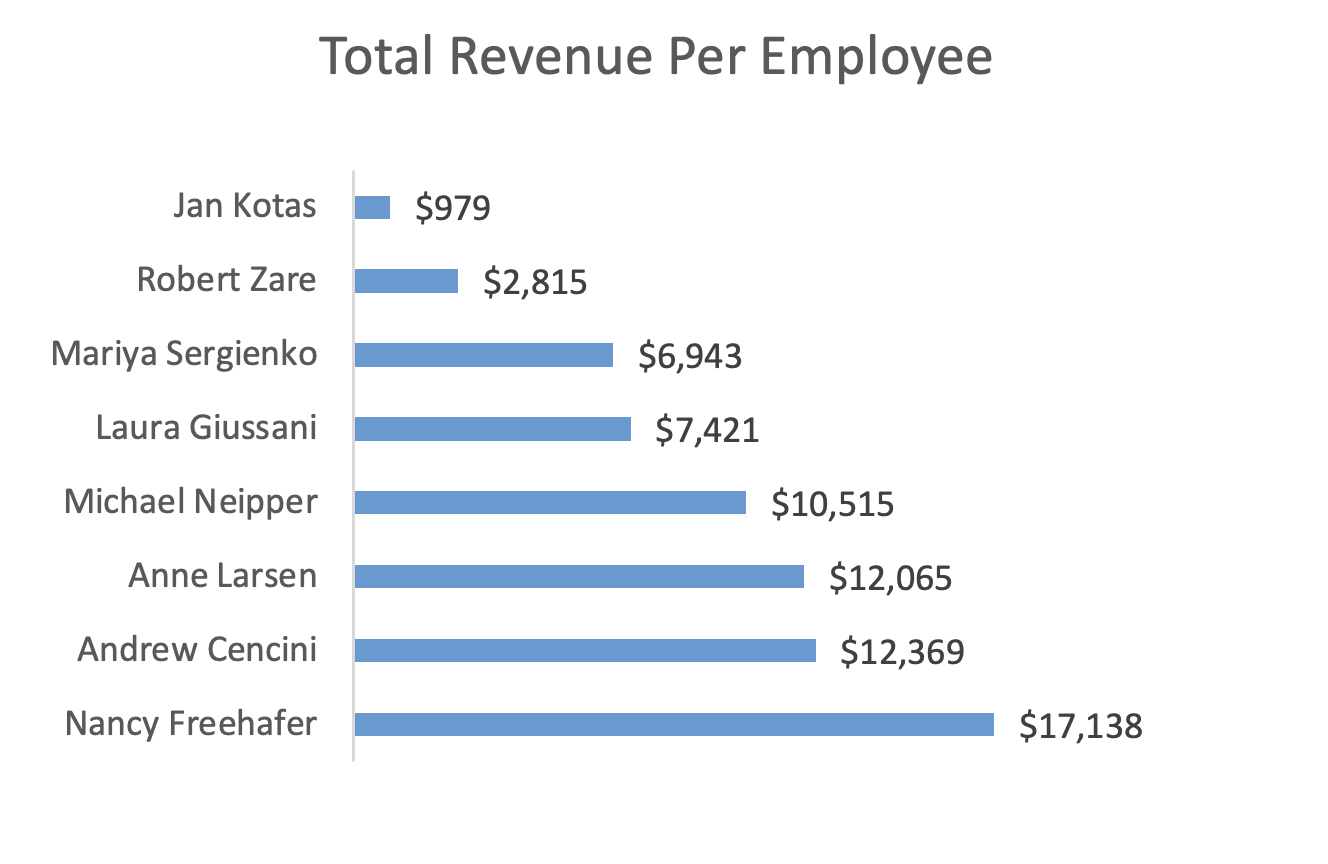 Total Revenue Per Employee
Jan Kotas $979
Robert Zare $2,815
Mariya Sergienko $6,943
Laura Giussani $7,421
Michael Neipper $10,515
Anne Larsen $12,065
Andrew Cencini $12,369
Nancy Freehafer $17,138